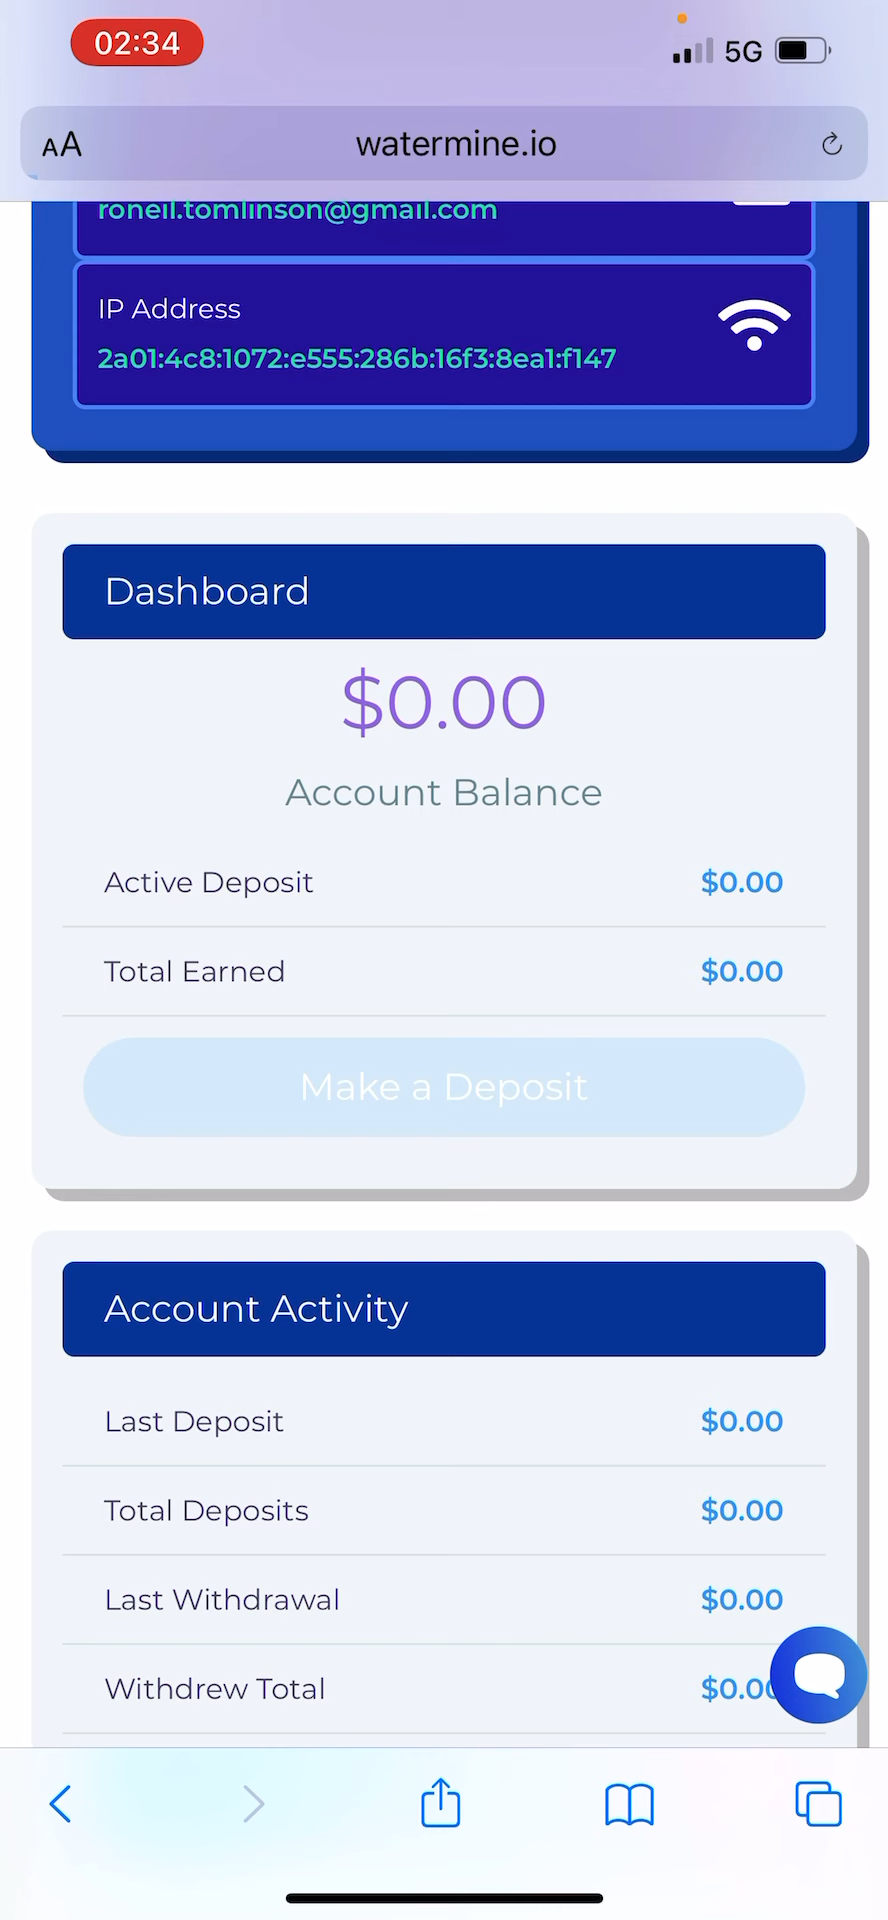 02:34
5G
AA
watermine.io
roneil.tomlinson@gmail.com
IP Address
2a01:4c8:1072:e555:286b:16f3:8ea1:f147
Dashboard
$0.00
Account Balance
Active Deposit $0.00
Total Earned $0.00
Make a Deposit
Account Activity
Last Deposit $0.00
Total Deposits $0.00
Last Withdrawal $0.00
Withdrew Total $0.00